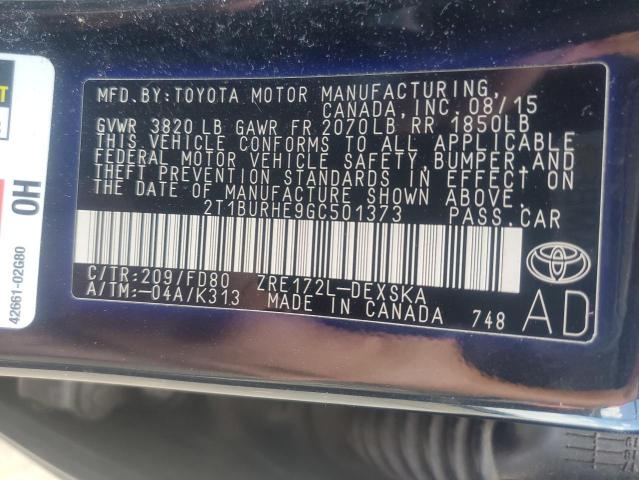 MFD.BY:TOYOTA MOTOR MANUFACTURING,
CANADA, INC. 08/15
GVWR 3820 LB GAWR FR 2070LB RR 1850LB
THIS VEHICLE CONFORMS TO ALL APPLICABLE
FEDERAL MOTOR VEHICLE SAFETY, BUMPER AND
THEFT PREVENTION STANDARDS IN EFFECT ON
THE DATE OF MANUFACTURE SHOWN ABOVE.
2T1BURHE9GC501373 PASS.CAR
C/TR:209/FD80 ZRE172L-DEXSKA
A/TM:-04A/K313 MADE IN CANADA 748
AD
OH
42661-02G80